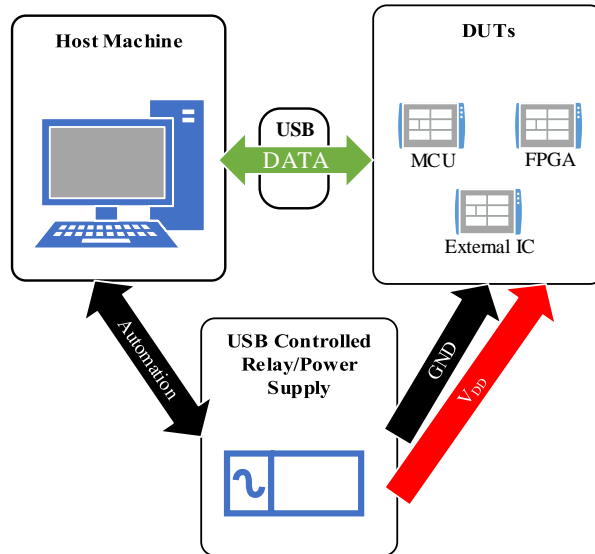 Host Machine
DUTs
USB
DATA
MCU
FPGA
External IC
Automation
USB Controlled
Relay/Power
Supply
GND
VDD